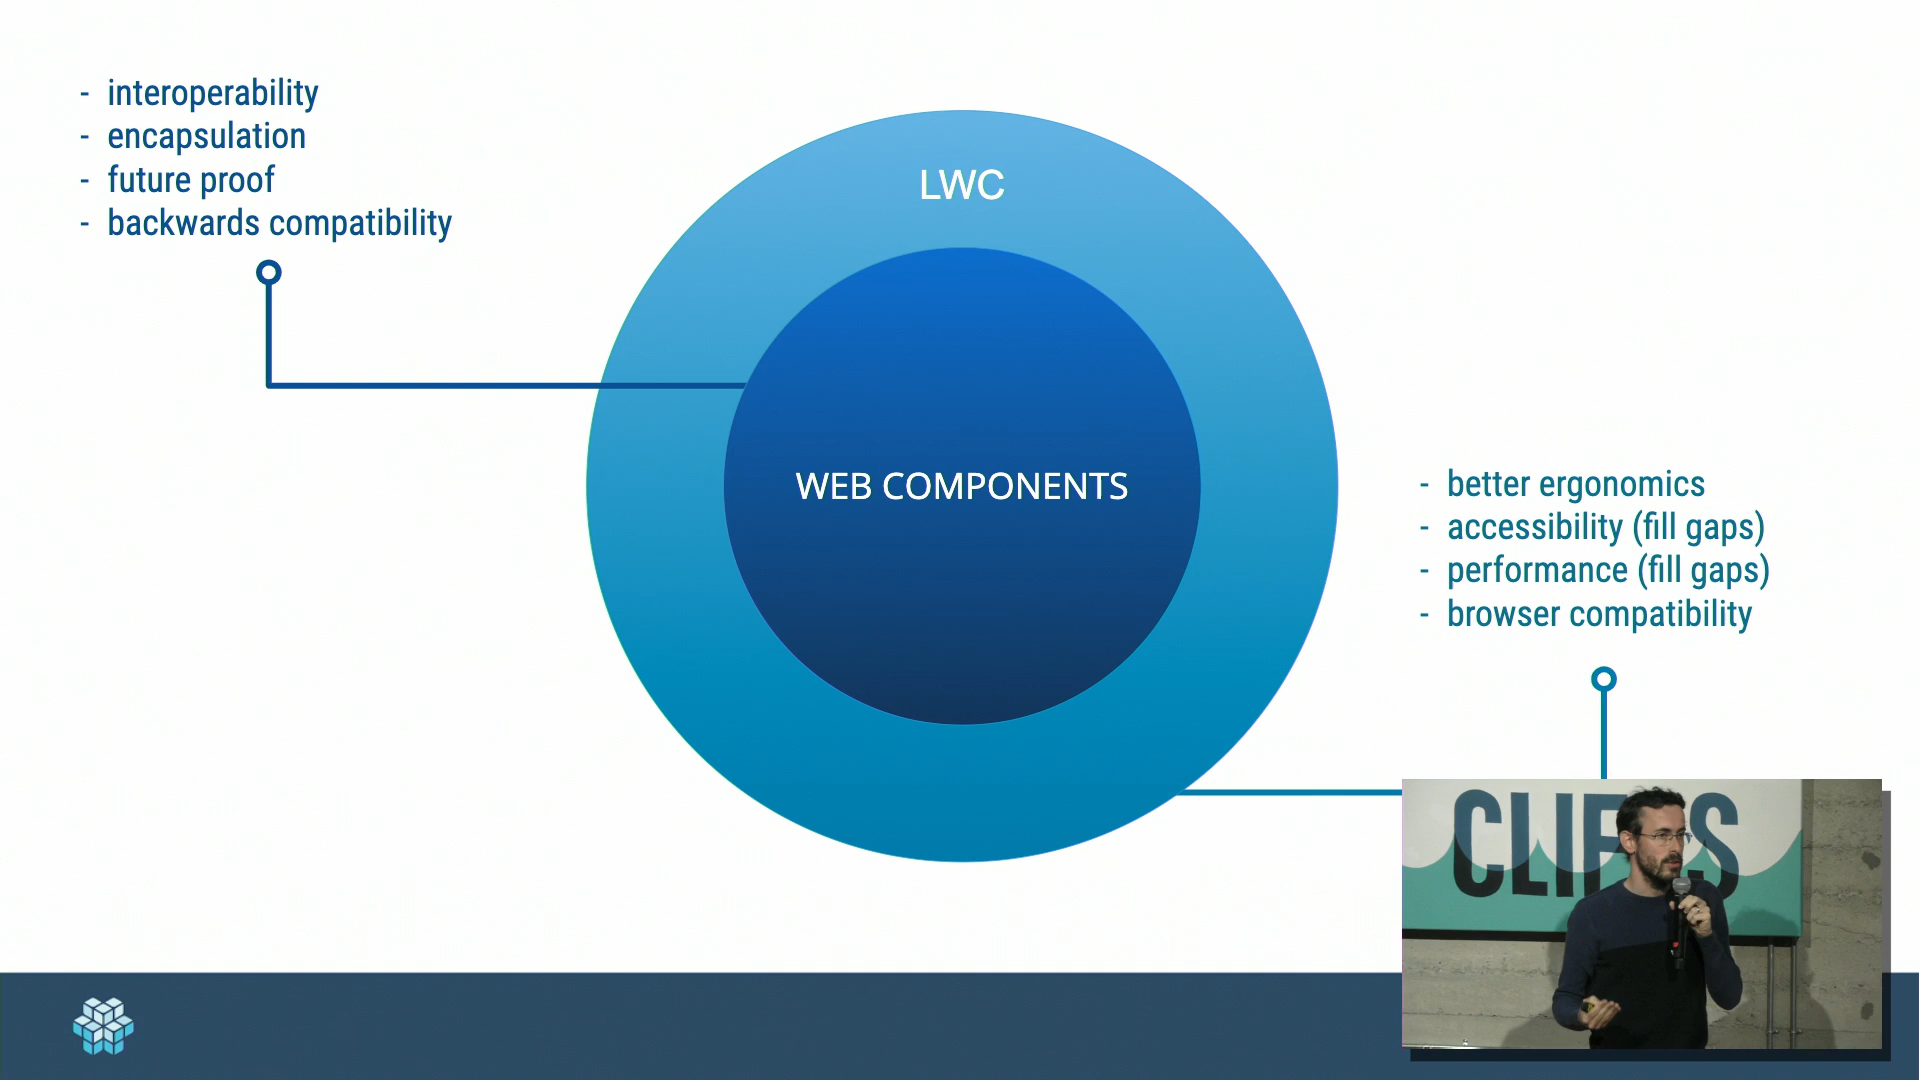 - interoperability
- encapsulation
- future proof
- backwards compatibility
LWC
WEB COMPONENTS
- better ergonomics
- accessibility (fill gaps)
- performance (fill gaps)
- browser compatibility